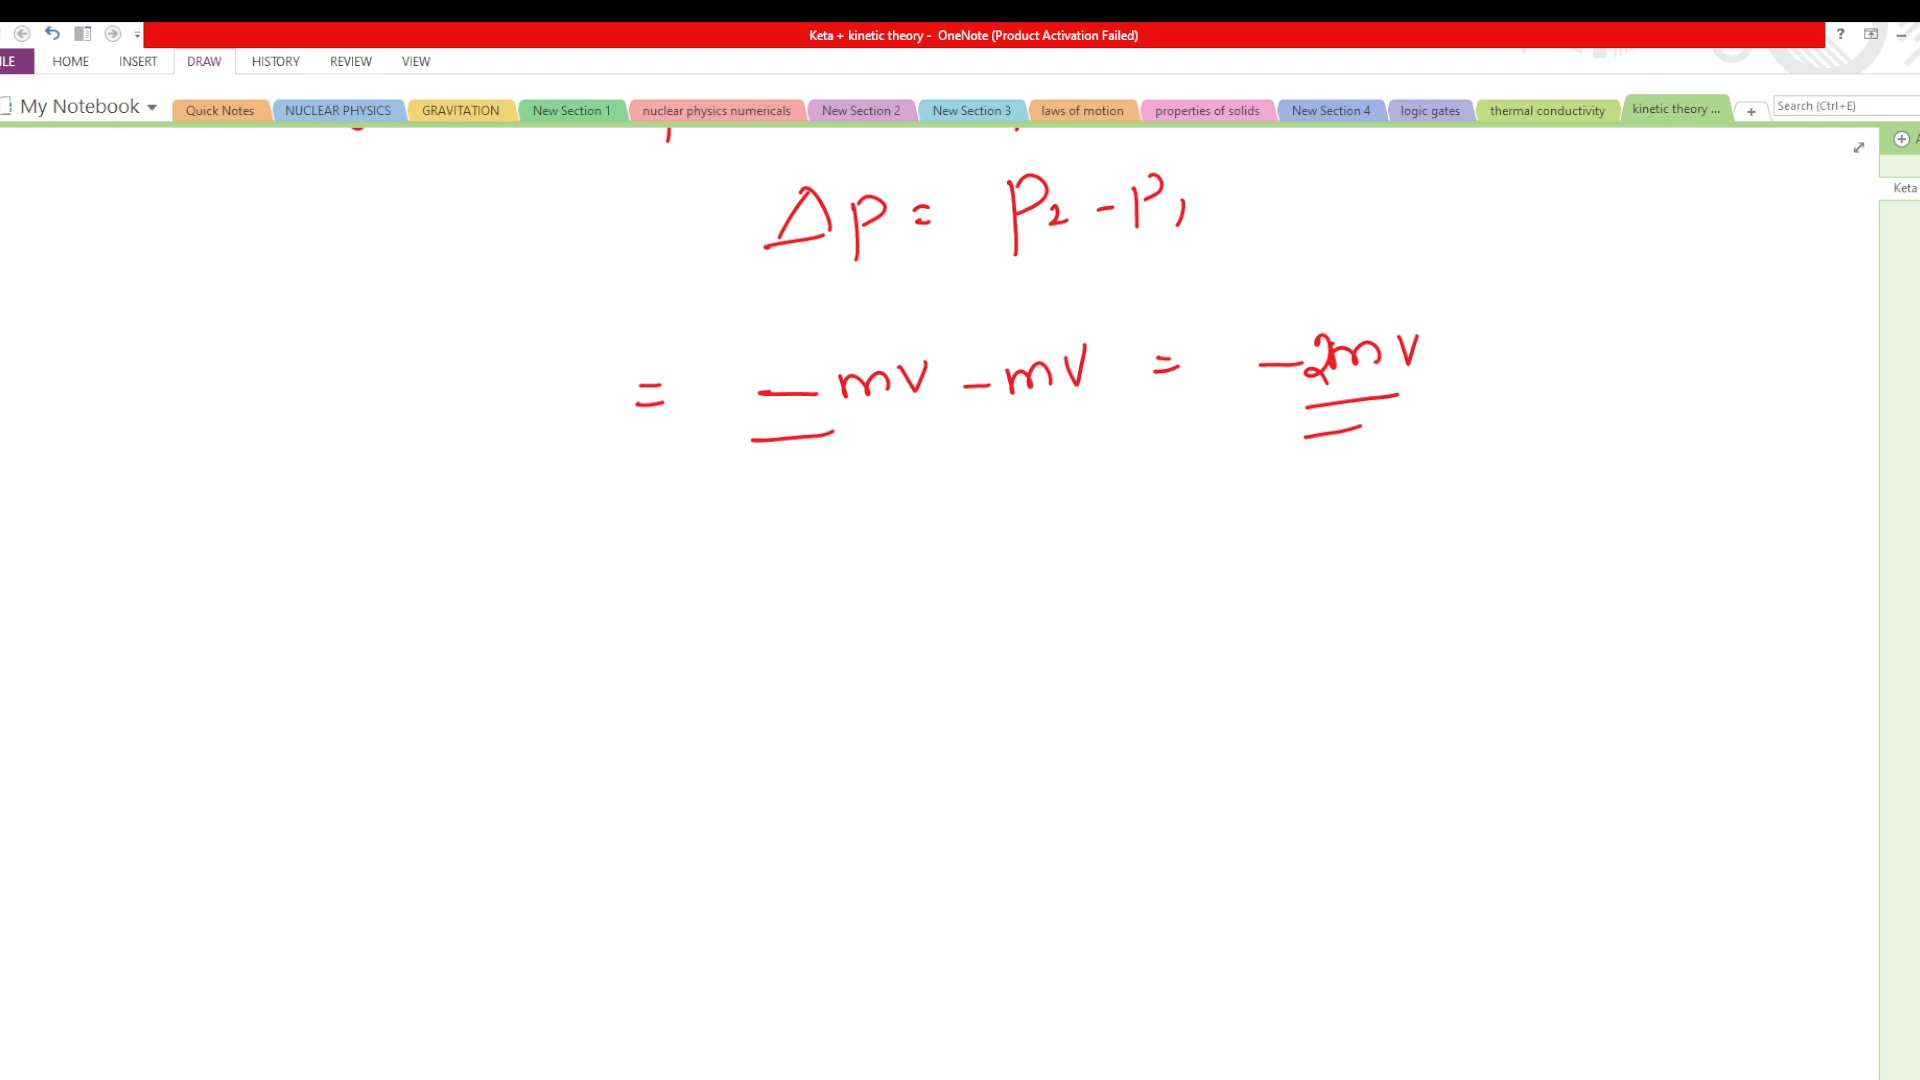 Keta + kinetic theory - OneNote (Product Activation Failed)
?
LE HOME INSERT DRAW HISTORY REVIEW VIEW
My Notebook Quick Notes NUCLEAR PHYSICS GRAVITATION New Section 1 nuclear physics numericals New Section 2 New Section 3 laws of motion properties of solids New Section 4 logic gates thermal conductivity kinetic theory ... + Search (Ctrl+E)
Keta
Δp = P₂ - P₁
= - mv - mv = -2mv